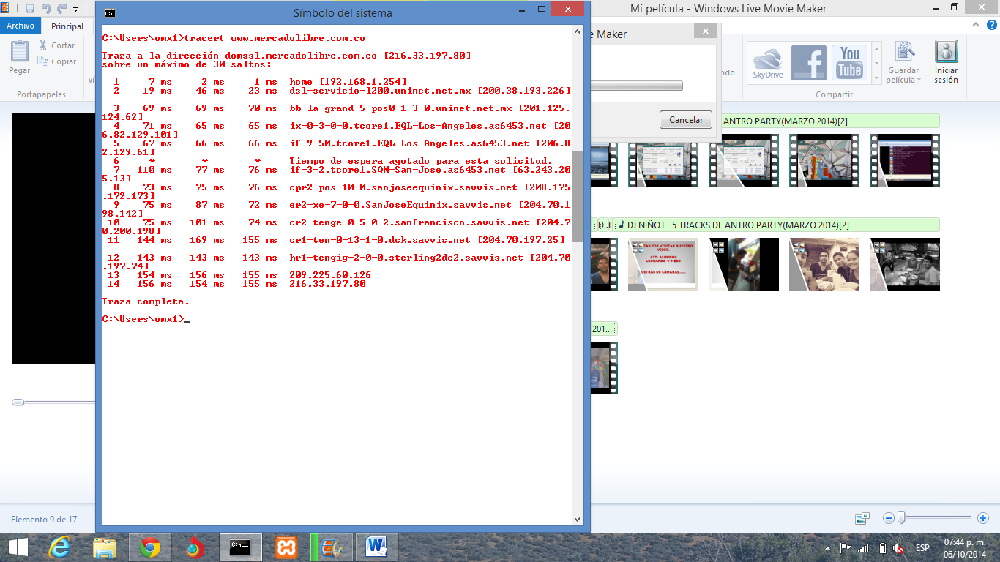 Símbolo del sistema
Mi película - Windows Live Movie Maker
Archivo
Principal
Pegar
Cortar
Copiar
Portapapeles
C:\Users\omx1>tracert www.mercadolibre.com.co
Traza a la dirección domssl.mercadolibre.com.co [216.33.197.80]
sobre un máximo de 30 saltos:
1 7 ms 2 ms 1 ms home [192.168.1.254]
2 19 ms 46 ms 23 ms dsl-servicio-l200.uninet.net.mx [200.38.193.226]
3 69 ms 69 ms 70 ms bb-la-grand-5-pos0-1-3-0.uninet.net.mx [201.125.
124.62]
4 71 ms 65 ms 65 ms ix-0-3-0-0.tcore1.EQL-Los-Angeles.as6453.net [20
6.82.129.101]
5 67 ms 66 ms 66 ms if-9-50.tcore1.EQL-Los-Angeles.as6453.net [206.8
2.129.61]
6 * * * Tiempo de espera agotado para esta solicitud.
7 110 ms 77 ms 76 ms if-3-2.tcore1.SQN-San-Jose.as6453.net [63.243.20
5.13]
8 73 ms 75 ms 76 ms cpr2-pos-10-0.sanjoseequinix.savvis.net [208.175
.172.173]
9 75 ms 87 ms 72 ms er2-xe-7-0-0.SanJoseEquinix.savvis.net [204.70.1
98.142]
10 75 ms 101 ms 74 ms cr2-tenge-0-5-0-2.sanfrancisco.savvis.net [204.7
0.200.198]
11 144 ms 169 ms 155 ms cr1-ten-0-13-1-0.dck.savvis.net [204.70.197.25]
12 143 ms 143 ms 143 ms hr1-tengig-2-0-0.sterling2dc2.savvis.net [204.70
.197.74]
13 154 ms 156 ms 155 ms 209.225.60.126
14 156 ms 154 ms 155 ms 216.33.197.80
Traza completa.
C:\Users\omx1>
e Maker
Cancelar
SkyDrive
You Tube
Guardar película
Iniciar sesión
Compartir
ANTRO PARTY(MARZO 2014)[2]
DJ NIÑOT 5 TRACKS DE ANTRO PARTY(MARZO 2014)[2]
POR VISITAR NUESTRO
VIDEO.
ATT: ALUMNOS
LEONARDO-Y-MEIIO
DETRÁS DE CÁMARAS.....
201...
Elemento 9 de 17
ESP
07:44 p. m.
06/10/2014